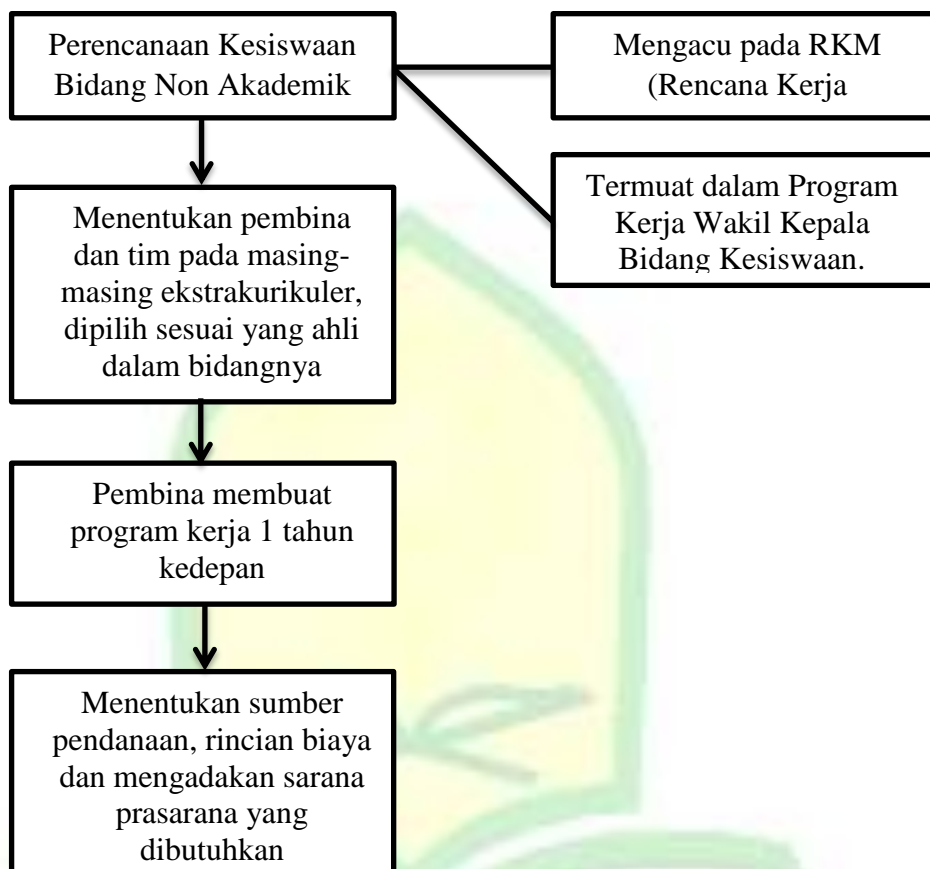 Perencanaan Kesiswaan
Bidang Non Akademik
Mengacu pada RKM
(Rencana Kerja
Termuat dalam Program
Kerja Wakil Kepala
Bidang Kesiswaan.
Menentukan pembina
dan tim pada masing-
masing ekstrakurikuler,
dipilih sesuai yang ahli
dalam bidangnya
Pembina membuat
program kerja 1 tahun
kedepan
Menentukan sumber
pendanaan, rincian biaya
dan mengadakan sarana
prasarana yang
dibutuhkan